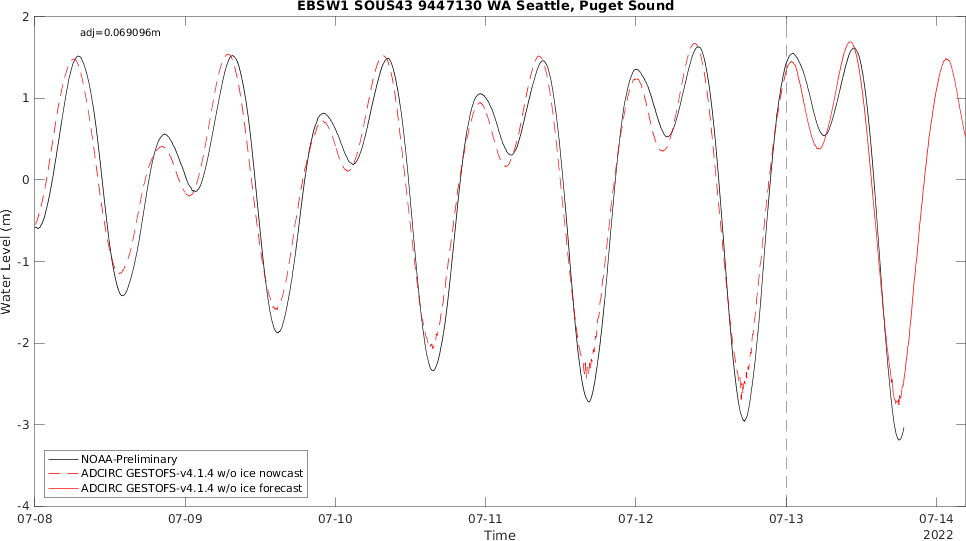 EBSW1 SOUS43 9447130 WA Seattle, Puget Sound
adj=0.069096m
2
1
0
-1
-2
-3
-4
Water Level (m)
NOAA-Preliminary
ADCIRC GESTOFS-v4.1.4 w/o ice nowcast
ADCIRC GESTOFS-v4.1.4 w/o ice forecast
07-08 07-09 07-10 07-11 07-12 07-13 07-14
Time
2022